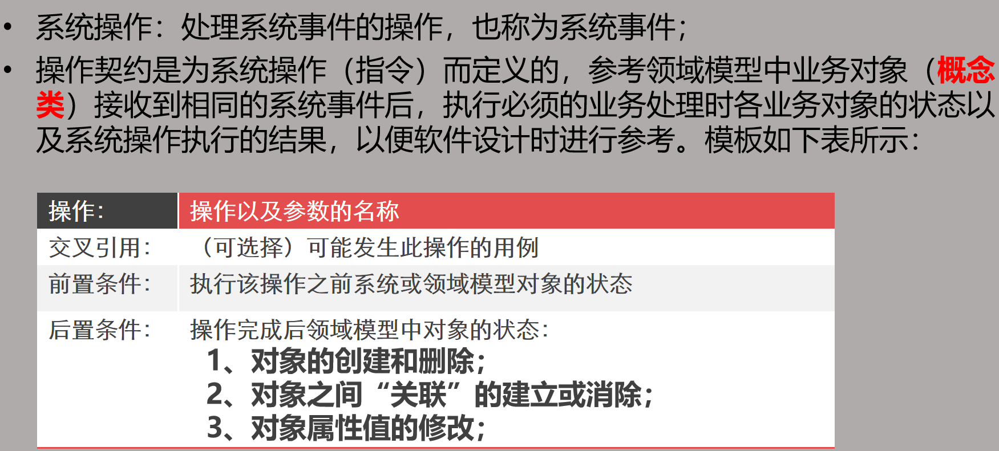 • 系统操作：处理系统事件的操作，也称为系统事件；
• 操作契约是为系统操作（指令）而定义的，参考领域模型中业务对象（概念
类）接收到相同的系统事件后，执行必须的业务处理时各业务对象的状态以
及系统操作执行的结果，以便软件设计时进行参考。模板如下表所示：
操作： 操作以及参数的名称
交叉引用： （可选择）可能发生此操作的用例
前置条件： 执行该操作之前系统或领域模型对象的状态
后置条件： 操作完成后领域模型中对象的状态：
1、对象的创建和删除；
2、对象之间“关联”的建立或消除；
3、对象属性值的修改；